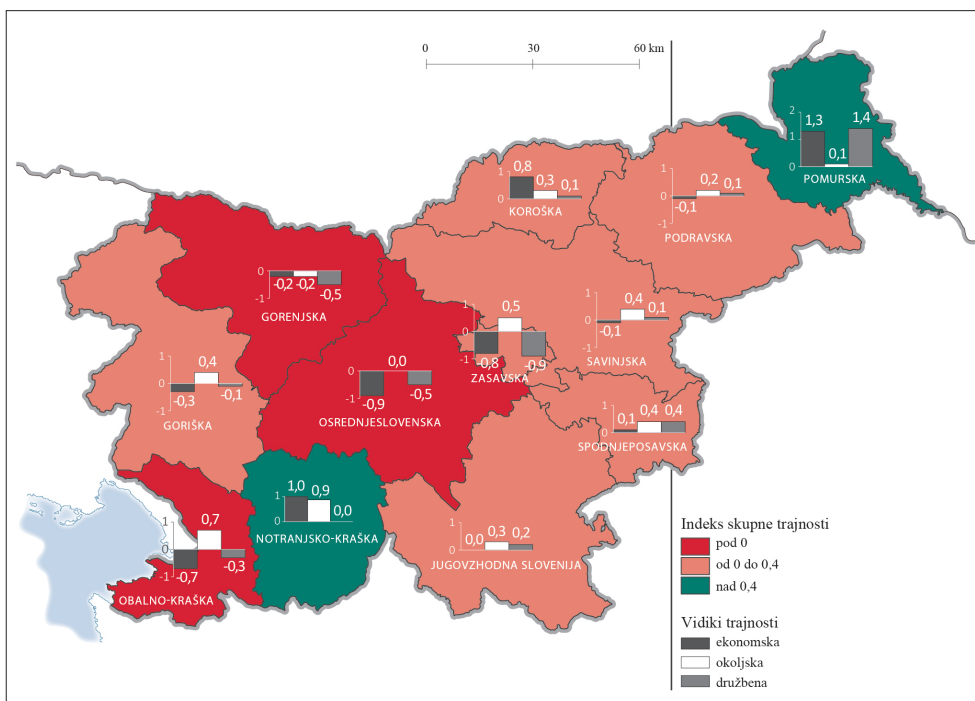 0 30 60 km
2
1
0
1,3 0,1 1,4
POMURSKA
1
0
0,8 0,3 0,1
KOROŠKA
1
0
1
-0,1 0,2 0,1
PODRAVSKA
0
-1
-0,2 -0,2 -0,5
GORENJSKA
1
0
-1
-0,8 0,5 -0,9
ZASAVSKA
1
0
-1
-0,1 0,4 0,1
SAVINJSKA
1
0
-1
-0,3 0,4 -0,1
GORIŠKA
0
-1
-0,9 0,0 -0,5
OSREDNJESLOVENSKA
1
0
0,1 0,4 0,4
SPODNJEPOSAVSKA
1
0
-1
-0,7 0,7 -0,3
OBALNO-KRAŠKA
1
0
1,0 0,9 0,0
NOTRANJSKO-KRAŠKA
1
0
0,0 0,3 0,2
JUGOVZHODNA SLOVENIJA
Indeks skupne trajnosti
pod 0
od 0 do 0,4
nad 0,4
Vidiki trajnosti
ekonomska
okoljska
družbena